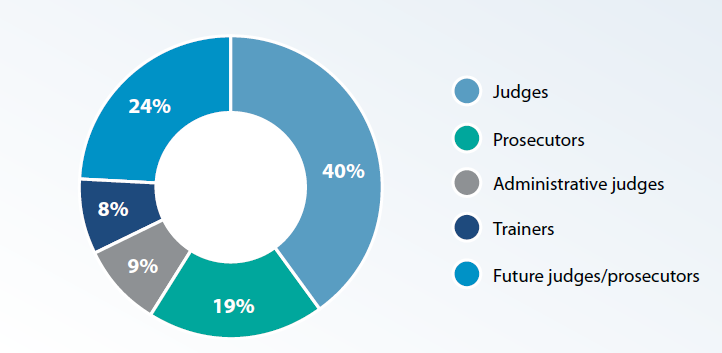 24%
40%
8%
9%
19%
Judges
Prosecutors
Administrative judges
Trainers
Future judges/prosecutors